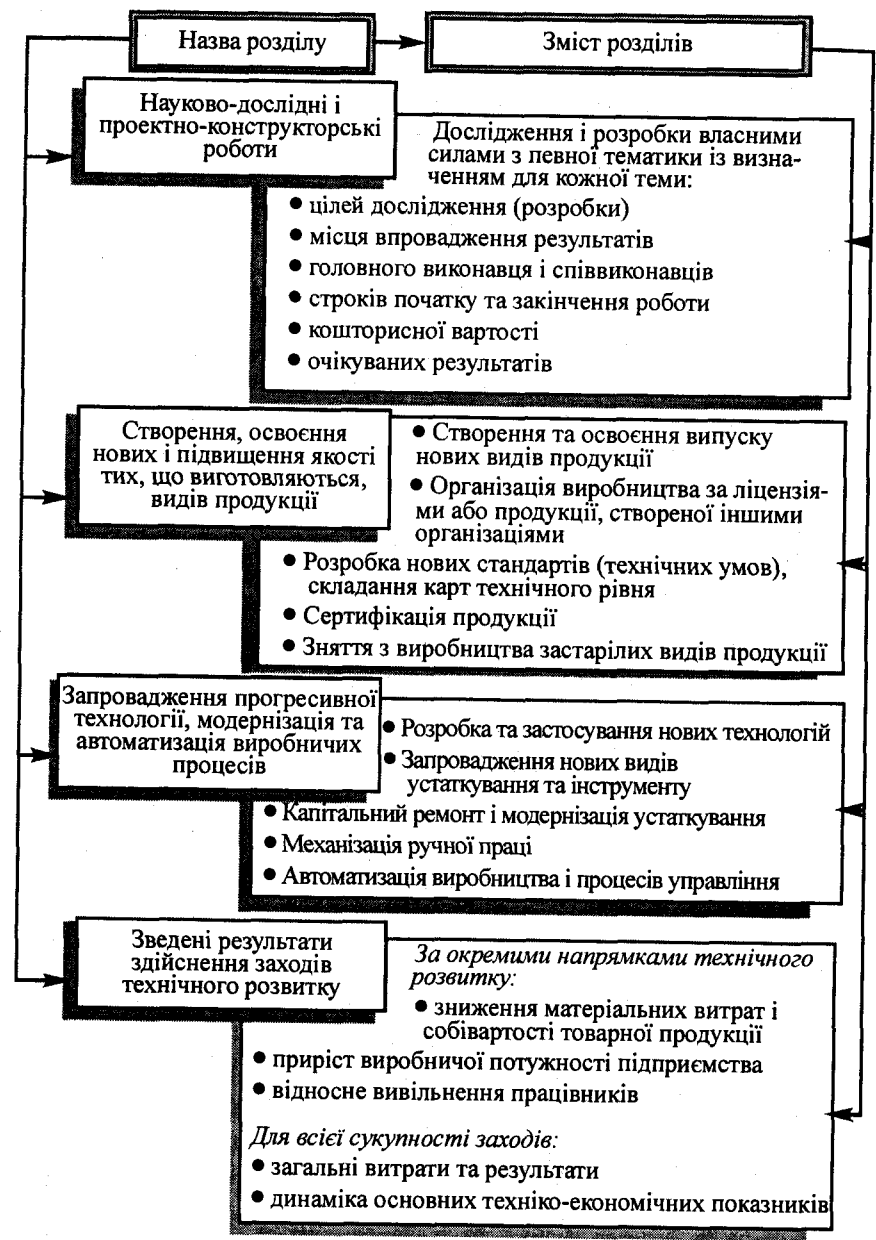 Назва розділу
Зміст розділів
Науково-дослідні і
проектно-конструкторські
роботи
Дослідження і розробки власними
силами з певної тематики із визна-
ченням для кожної теми:
● цілей дослідження (розробки)
● місця впровадження результатів
● головного виконавця і співвиконавців
● строків початку та закінчення роботи
● кошторисної вартості
● очікуваних результатів
Створення, освоєння
нових і підвищення якості
тих, що виготовляються,
видів продукції
● Створення та освоєння випуску
нових видів продукції
● Організація виробництва за ліцензія-
ми або продукції, створеної іншими
організаціями
● Розробка нових стандартів (технічних умов),
складання карт технічного рівня
● Сертифікація продукції
● Зняття з виробництва застарілих видів продукції
Запровадження прогресивної
технології, модернізація та
автоматизація виробничих
процесів
● Розробка та застосування нових технологій
● Запровадження нових видів
устаткування та інструменту
● Капітальний ремонт і модернізація устаткування
● Механізація ручної праці
● Автоматизація виробництва і процесів управління
Зведені результати
здійснення заходів
технічного розвитку
За окремими напрямками технічного
розвитку:
● зниження матеріальних витрат і
собівартості товарної продукції
● приріст виробничої потужності підприємства
● відносне вивільнення працівників
Для всієї сукупності заходів:
● загальні витрати та результати
● динаміка основних техніко-економічних показників